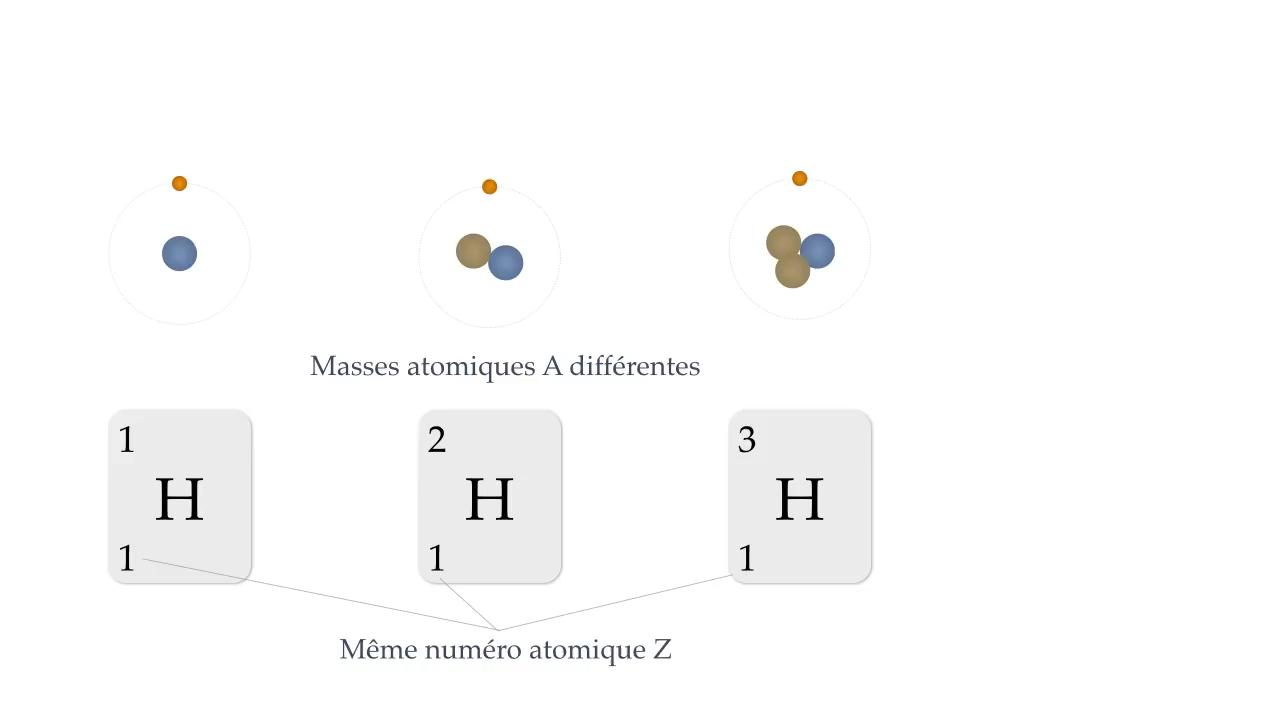 Masses atomiques A différentes
1 2 3
H H H
1 1 1
Même numéro atomique Z